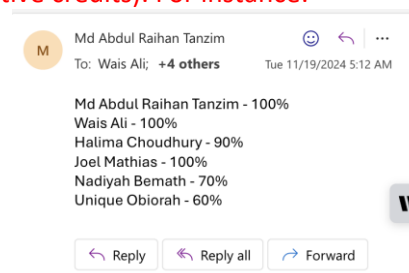 tive credits). For instance:
M
Md Abdul Raihan Tanzim
To: Wais Ali; +4 others
Tue 11/19/2024 5:12 AM
Md Abdul Raihan Tanzim - 100%
Wais Ali - 100%
Halima Choudhury - 90%
Joel Mathias - 100%
Nadiyah Bemath - 70%
Unique Obiorah - 60%
Reply
Reply all
Forward